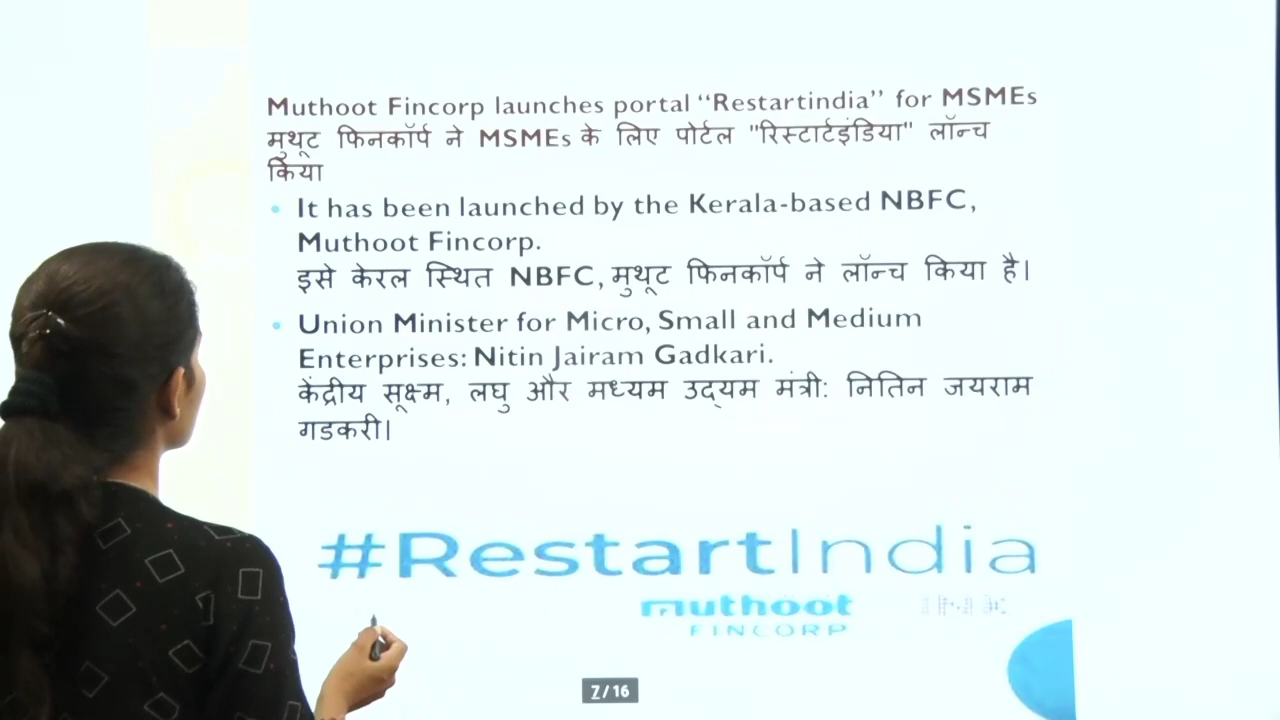 Muthoot Fincorp launches portal “Restartindia” for MSMEs
मुथूट फिनकॉर्प ने MSMEs के लिए पोर्टल "रिस्टार्टइंडिया" लॉन्च
किया
• It has been launched by the Kerala-based NBFC,
Muthoot Fincorp.
इसे केरल स्थित NBFC, मुथूट फिनकॉर्प ने लॉन्च किया है।
• Union Minister for Micro, Small and Medium
Enterprises: Nitin Jairam Gadkari.
केंद्रीय सूक्ष्म, लघु और मध्यम उद्यम मंत्री: नितिन जयराम
गडकरी।
#RestartIndia
muthoot
FINCORP
7/16